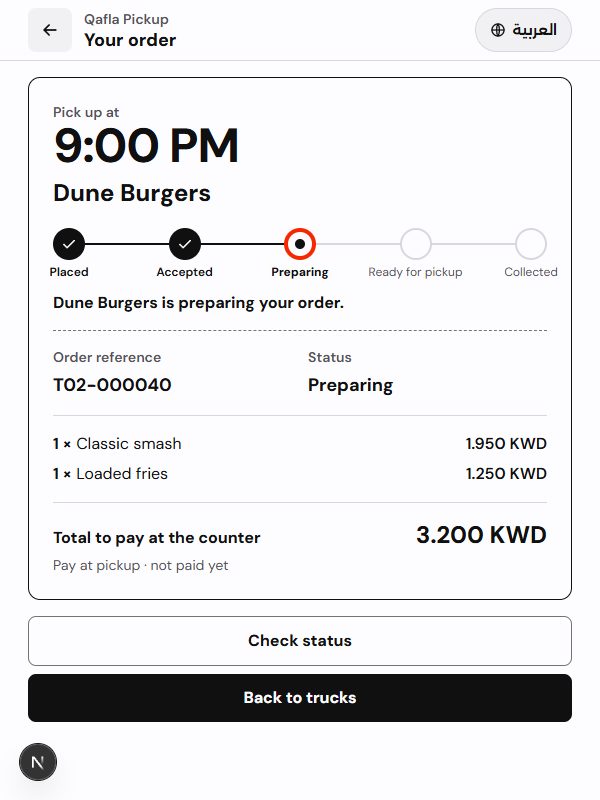 Qafla Pickup
Your order
العربية
Pick up at
9:00 PM
Dune Burgers
Placed
Accepted
Preparing
Ready for pickup
Collected
Dune Burgers is preparing your order.
Order reference
Status
T02-000040
Preparing
1 × Classic smash 1.950 KWD
1 × Loaded fries 1.250 KWD
Total to pay at the counter 3.200 KWD
Pay at pickup · not paid yet
Check status
Back to trucks
N